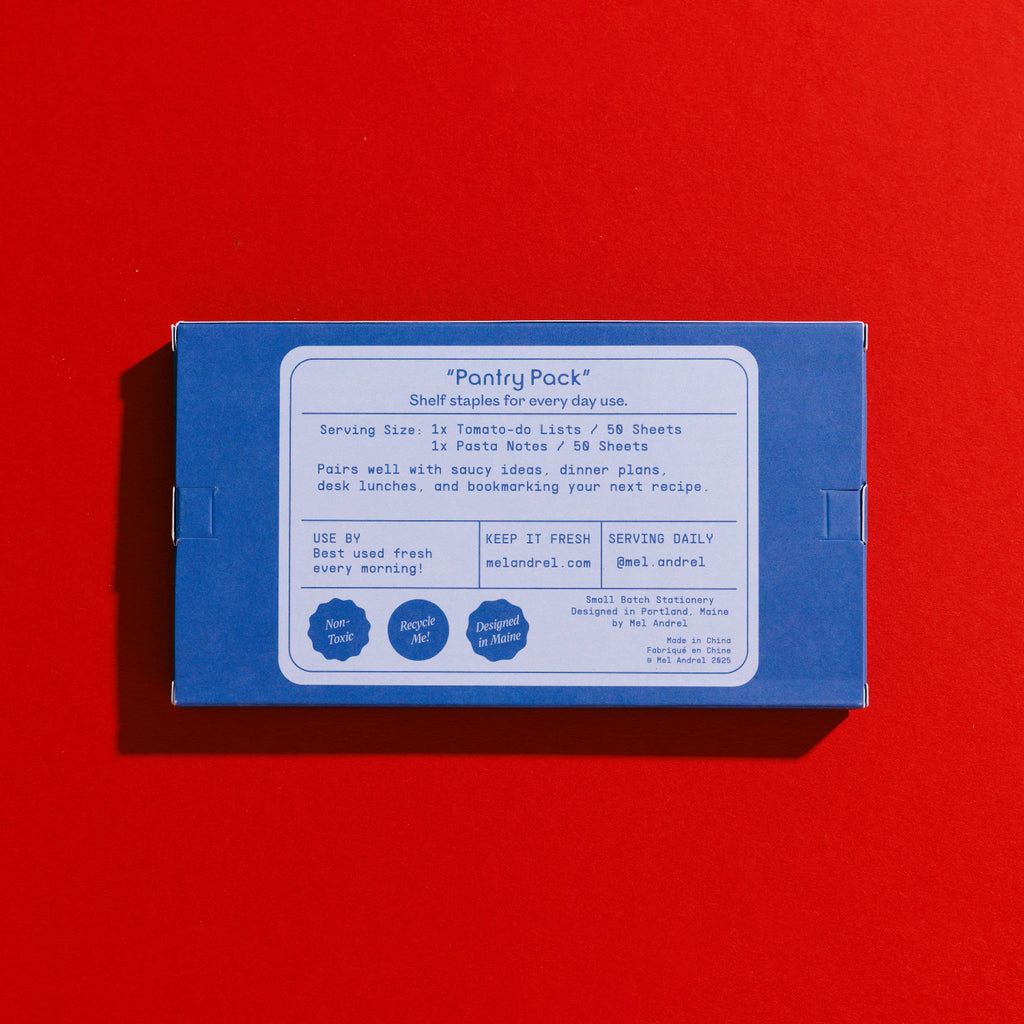 "Pantry Pack"
Shelf staples for every day use.
Serving Size: 1x Tomato-do Lists / 50 Sheets
1x Pasta Notes / 50 Sheets
Pairs well with saucy ideas, dinner plans,
desk lunches, and bookmarking your next recipe.
USE BY
Best used fresh
every morning!
KEEP IT FRESH
melandrel.com
SERVING DAILY
@mel.andrel
Non-
Toxic
Recycle
Me!
Designed
in Maine
Small Batch Stationery
Designed in Portland, Maine
by Mel Andrel
Made in China
Fabriqué en Chine
© Mel Andrel 2025